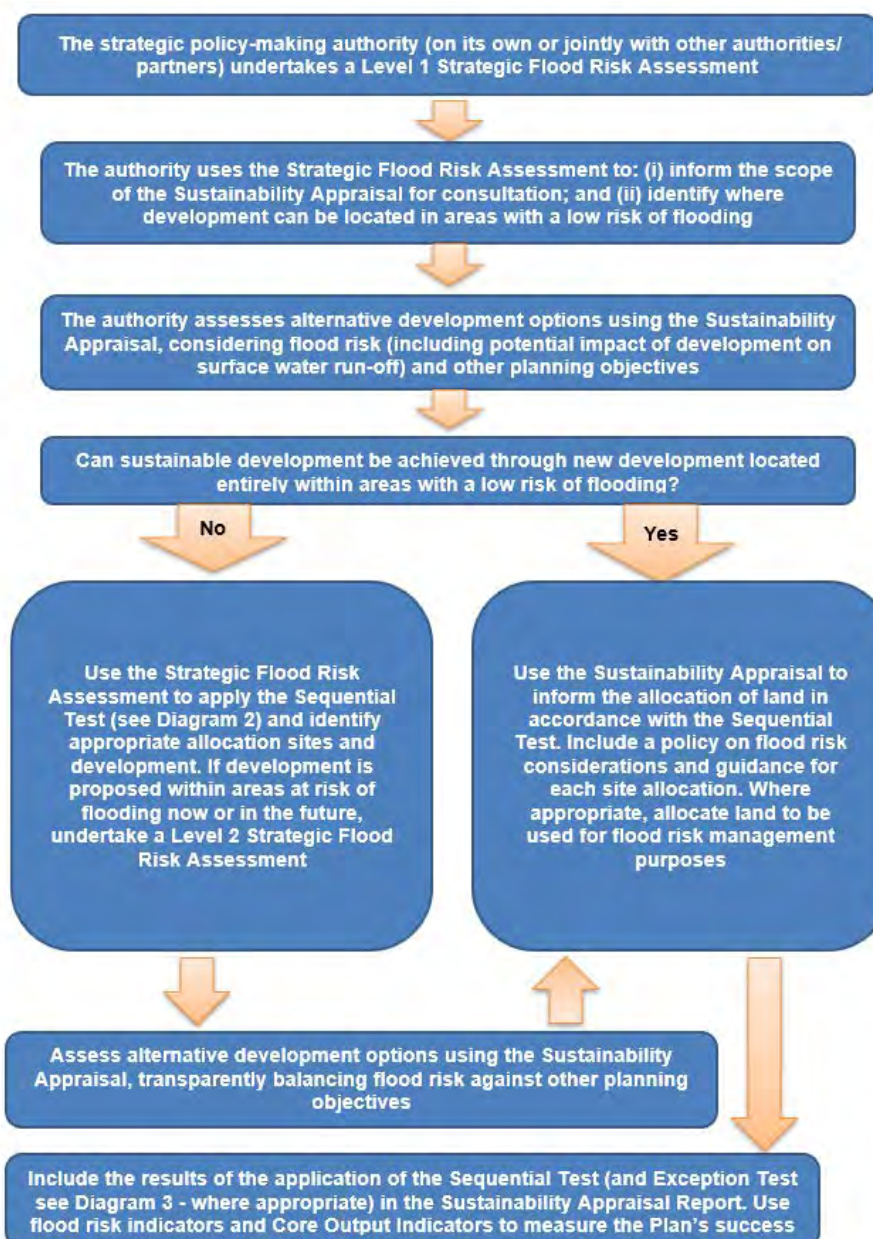 The strategic policy-making authority (on its own or jointly with other authorities/
partners) undertakes a Level 1 Strategic Flood Risk Assessment
The authority uses the Strategic Flood Risk Assessment to: (i) inform the scope
of the Sustainability Appraisal for consultation; and (ii) identify where
development can be located in areas with a low risk of flooding
The authority assesses alternative development options using the Sustainability
Appraisal, considering flood risk (including potential impact of development on
surface water run-off) and other planning objectives
Can sustainable development be achieved through new development located
entirely within areas with a low risk of flooding?
No
Yes
Use the Strategic Flood Risk
Assessment to apply the Sequential
Test (see Diagram 2) and identify
appropriate allocation sites and
development. If development is
proposed within areas at risk of
flooding now or in the future,
undertake a Level 2 Strategic Flood
Risk Assessment
Use the Sustainability Appraisal to
inform the allocation of land in
accordance with the Sequential
Test. Include a policy on flood risk
considerations and guidance for
each site allocation. Where
appropriate, allocate land to be
used for flood risk management
purposes
Assess alternative development options using the Sustainability
Appraisal, transparently balancing flood risk against other planning
objectives
Include the results of the application of the Sequential Test (and Exception Test
see Diagram 3 - where appropriate) in the Sustainability Appraisal Report. Use
flood risk indicators and Core Output Indicators to measure the Plan's success